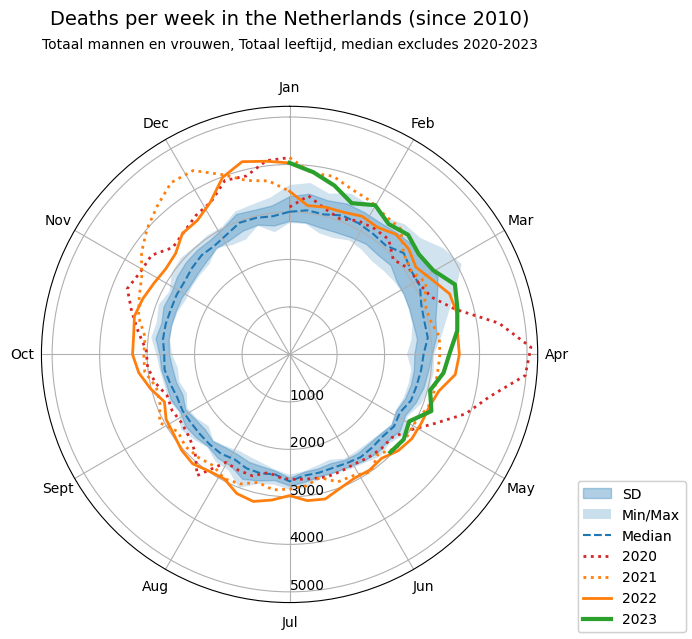 Deaths per week in the Netherlands (since 2010)
Totaal mannen en vrouwen, Totaal leeftijd, median excludes 2020-2023
Jan
Dec
Feb
Nov
Mar
Oct
Apr
1000
2000
3000
4000
5000
Sept
May
Aug
Jun
Jul
SD
Min/Max
Median
2020
2021
2022
2023